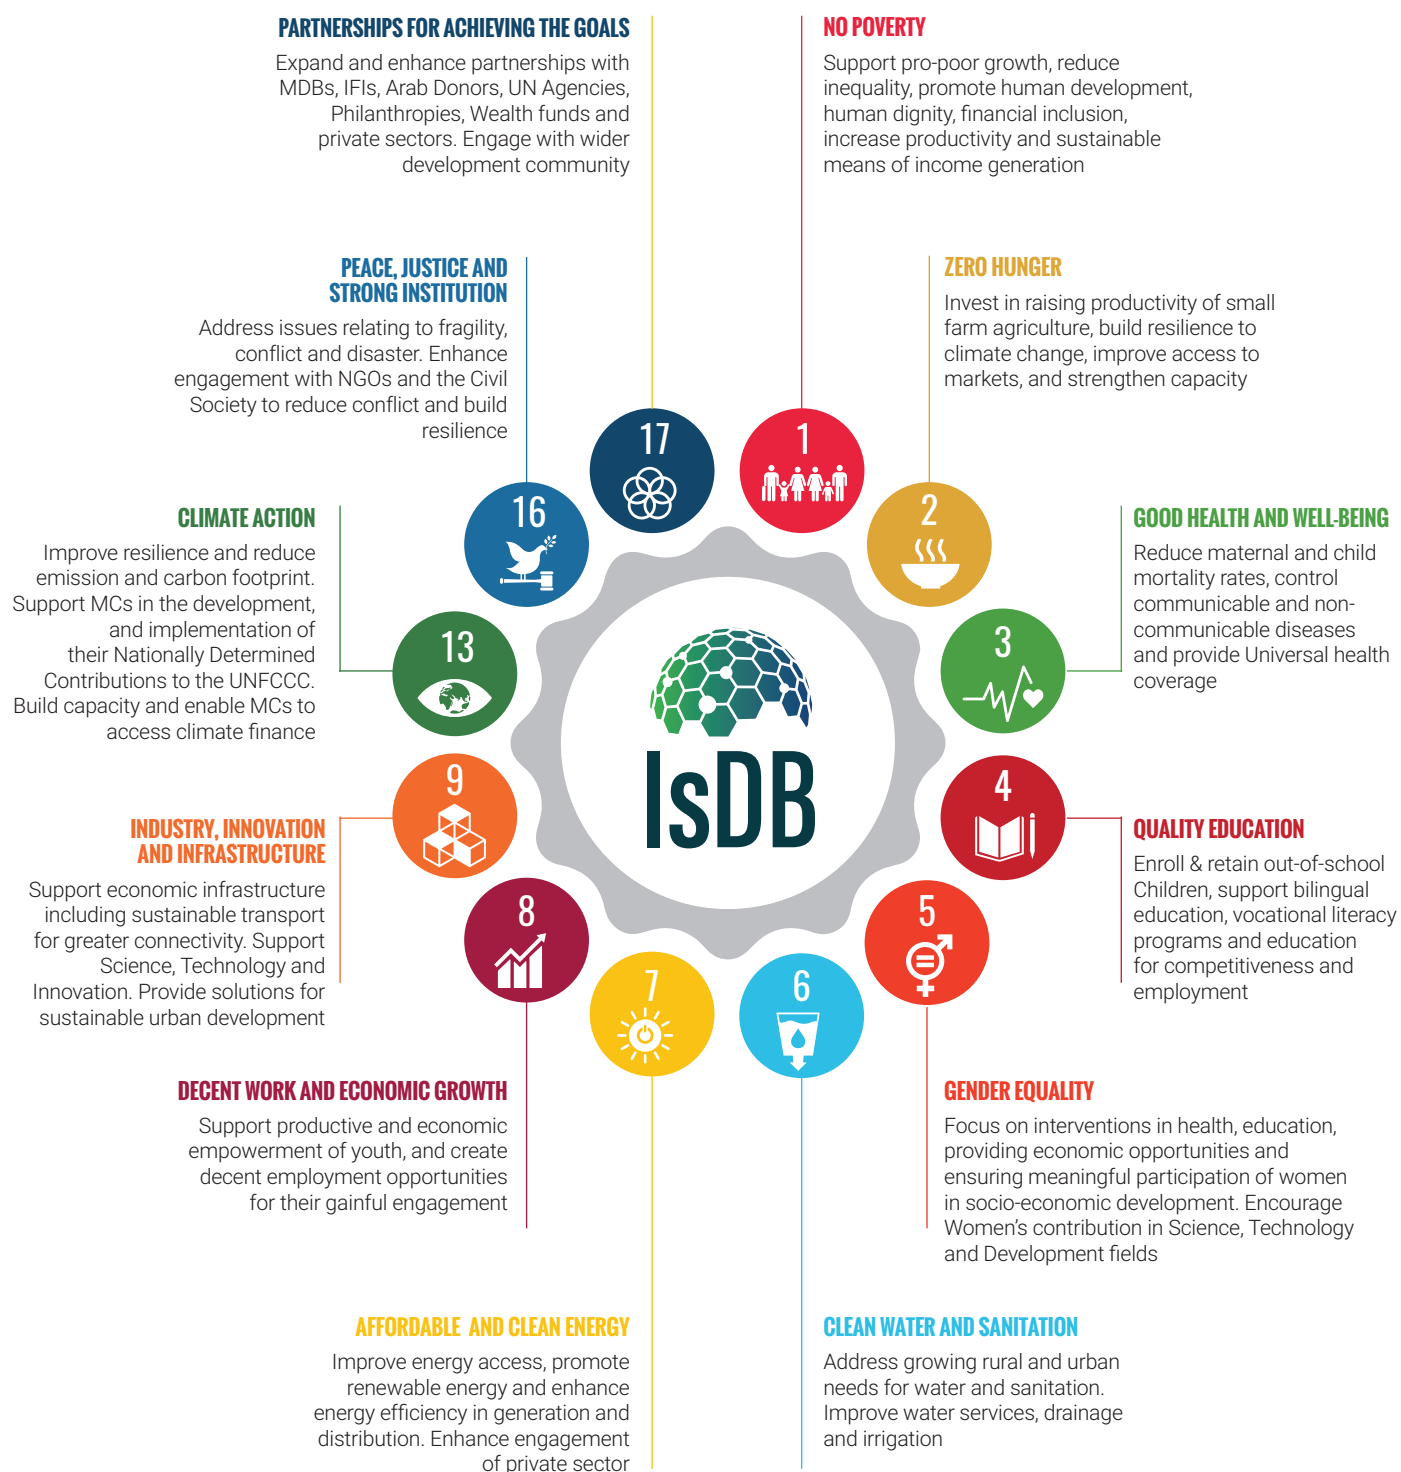 PARTNERSHIPS FOR ACHIEVING THE GOALS
Expand and enhance partnerships with
MDBs, IFIs, Arab Donors, UN Agencies,
Philanthropies, Wealth funds and
private sectors. Engage with wider
development community
NO POVERTY
Support pro-poor growth, reduce
inequality, promote human development,
human dignity, financial inclusion,
increase productivity and sustainable
means of income generation
PEACE, JUSTICE AND
STRONG INSTITUTION
Address issues relating to fragility,
conflict and disaster. Enhance
engagement with NGOs and the Civil
Society to reduce conflict and build
resilience
ZERO HUNGER
Invest in raising productivity of small
farm agriculture, build resilience to
climate change, improve access to
markets, and strengthen capacity
17
1
16
2
CLIMATE ACTION
Improve resilience and reduce
emission and carbon footprint.
Support MCs in the development,
and implementation of
their Nationally Determined
Contributions to the UNFCCC.
Build capacity and enable MCs to
access climate finance
GOOD HEALTH AND WELL-BEING
Reduce maternal and child
mortality rates, control
communicable and non-
communicable diseases
and provide Universal health
coverage
13
3
IsDB
9
4
INDUSTRY, INNOVATION
AND INFRASTRUCTURE
Support economic infrastructure
including sustainable transport
for greater connectivity. Support
Science, Technology and
Innovation. Provide solutions for
sustainable urban development
QUALITY EDUCATION
Enroll & retain out-of-school
Children, support bilingual
education, vocational literacy
programs and education
for competitiveness and
employment
8
5
7
6
DECENT WORK AND ECONOMIC GROWTH
Support productive and economic
empowerment of youth, and create
decent employment opportunities
for their gainful engagement
GENDER EQUALITY
Focus on interventions in health, education,
providing economic opportunities and
ensuring meaningful participation of women
in socio-economic development. Encourage
Women's contribution in Science, Technology
and Development fields
AFFORDABLE AND CLEAN ENERGY
Improve energy access, promote
renewable energy and enhance
energy efficiency in generation and
distribution. Enhance engagement
of private sector
CLEAN WATER AND SANITATION
Address growing rural and urban
needs for water and sanitation.
Improve water services, drainage
and irrigation